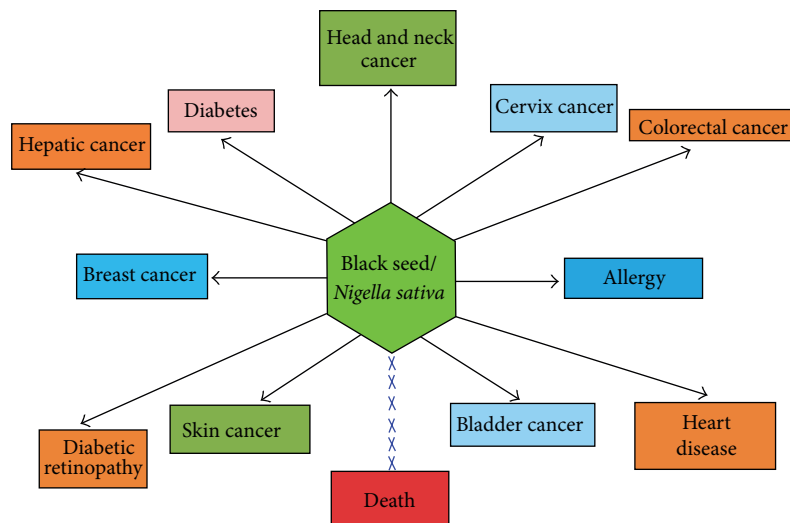 Head and neck
cancer
Diabetes
Cervix cancer
Colorectal cancer
Hepatic cancer
Black seed/
Nigella sativa
Breast cancer
Allergy
Diabetic
retinopathy
Skin cancer
Bladder cancer
Heart
disease
Death